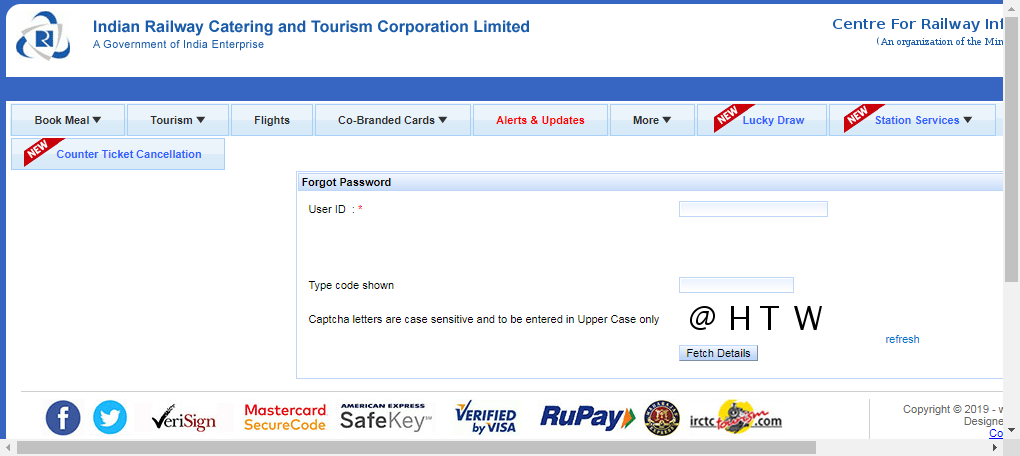 Indian Railway Catering and Tourism Corporation Limited
A Government of India Enterprise
Centre For Railway Inf
(An organization of the Min
Book Meal
Tourism
Flights
Co-Branded Cards
Alerts & Updates
More
NEW Lucky Draw
NEW Station Services
NEW Counter Ticket Cancellation
Forgot Password
User ID : *
Type code shown
Captcha letters are case sensitive and to be entered in Upper Case only
@ H T W
refresh
Fetch Details
VeriSign
Mastercard
SecureCode
AMERICAN EXPRESS
SafeKey
VERIFIED
by VISA
RuPay
irctc tourism .com
Copyright © 2019 - w
Designe
Co